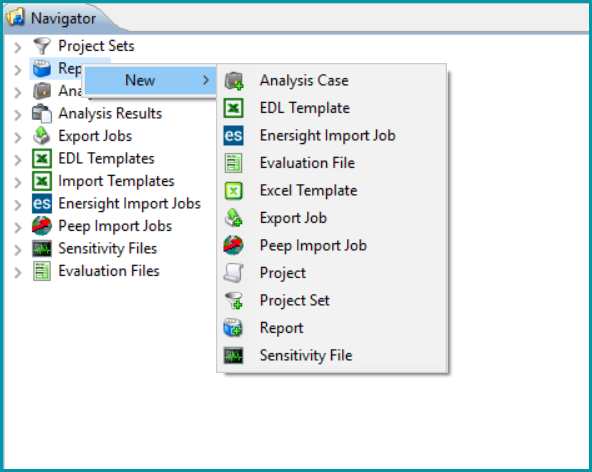 Navigator
Project Sets
Rep
New
Ana
Analysis Results
Export Jobs
EDL Templates
Import Templates
es Enersight Import Jobs
Peep Import Jobs
Sensitivity Files
Evaluation Files
Analysis Case
EDL Template
es Enersight Import Job
Evaluation File
Excel Template
Export Job
Peep Import Job
Project
Project Set
Report
Sensitivity File